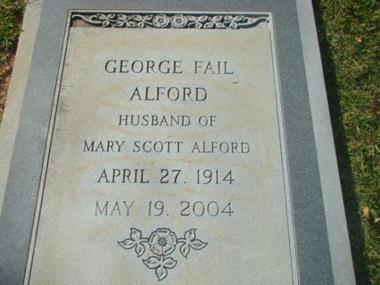 GEORGE FAIL
ALFORD
HUSBAND OF
MARY SCOTT ALFORD
APRIL 27. 1914
MAY 19. 2004